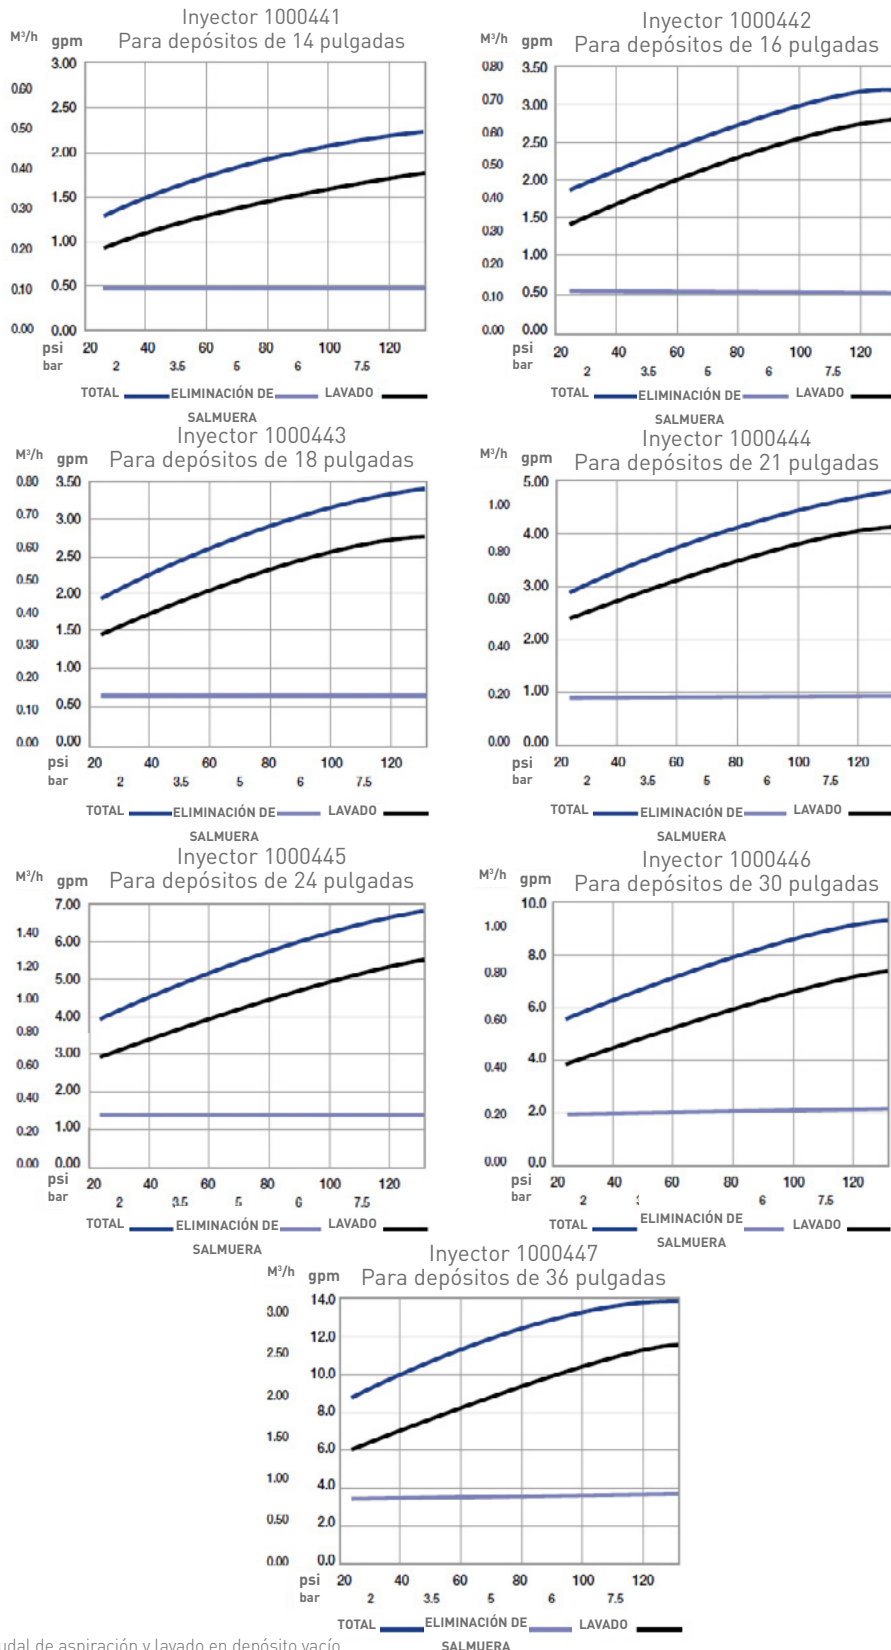 Inyector 1000441
Para depósitos de 14 pulgadas
M³/h gpm
3.00
0.60
2.50
0.50
2.00
0.40
1.50
0.30
1.00
0.20
0.50
0.10
0.00 0.00
psi 20 40 60 80 100 120
bar 2 3.5 5 6 7.5
TOTAL ELIMINACIÓN DE SALMUERA LAVADO
Inyector 1000442
Para depósitos de 16 pulgadas
M³/h gpm
0.80 3.50
0.70 3.00
0.60 2.50
0.50 2.00
0.40 1.50
0.30 1.00
0.20 0.50
0.10
0.00 0.00
psi 20 40 60 80 100 120
bar 2 3.5 5 6 7.5
TOTAL ELIMINACIÓN DE SALMUERA LAVADO
Inyector 1000443
Para depósitos de 18 pulgadas
M³/h gpm
0.80 3.50
0.70 3.00
0.60 2.50
0.50 2.00
0.40 1.50
0.30 1.00
0.20 0.50
0.10
0.00 0.00
psi 20 40 60 80 100 120
bar 2 3.5 5 6 7.5
TOTAL ELIMINACIÓN DE SALMUERA LAVADO
Inyector 1000444
Para depósitos de 21 pulgadas
M³/h gpm
5.00
1.00
4.00
0.80
3.00
0.60
2.00
0.40
1.00
0.20
0.00 0.00
psi 20 40 60 80 100 120
bar 2 3.5 5 6 7.5
TOTAL ELIMINACIÓN DE SALMUERA LAVADO
Inyector 1000445
Para depósitos de 24 pulgadas
M³/h gpm
7.00
1.40 6.00
1.20 5.00
1.00 4.00
0.80 3.00
0.60 2.00
0.40 1.00
0.20
0.00 0.00
psi 20 40 60 80 100 120
bar 2 3.5 5 6 7.5
TOTAL ELIMINACIÓN DE SALMUERA LAVADO
Inyector 1000446
Para depósitos de 30 pulgadas
M³/h gpm
10.0
1.00
8.0
0.80
6.0
0.60
4.0
0.40
2.0
0.20
0.00 0.0
psi 20 40 60 80 100 120
bar 2 6 7.5
TOTAL ELIMINACIÓN DE SALMUERA LAVADO
Inyector 1000447
Para depósitos de 36 pulgadas
M³/h gpm
14.0
3.00
12.0
2.50
10.0
2.00
8.0
1.50
6.0
1.00
4.0
0.50
2.0
0.00 0.0
psi 20 40 60 80 100 120
bar 2 3.5 5 6 7.5
TOTAL ELIMINACIÓN DE SALMUERA LAVADO
de aspiración y lavado en depósito vacío